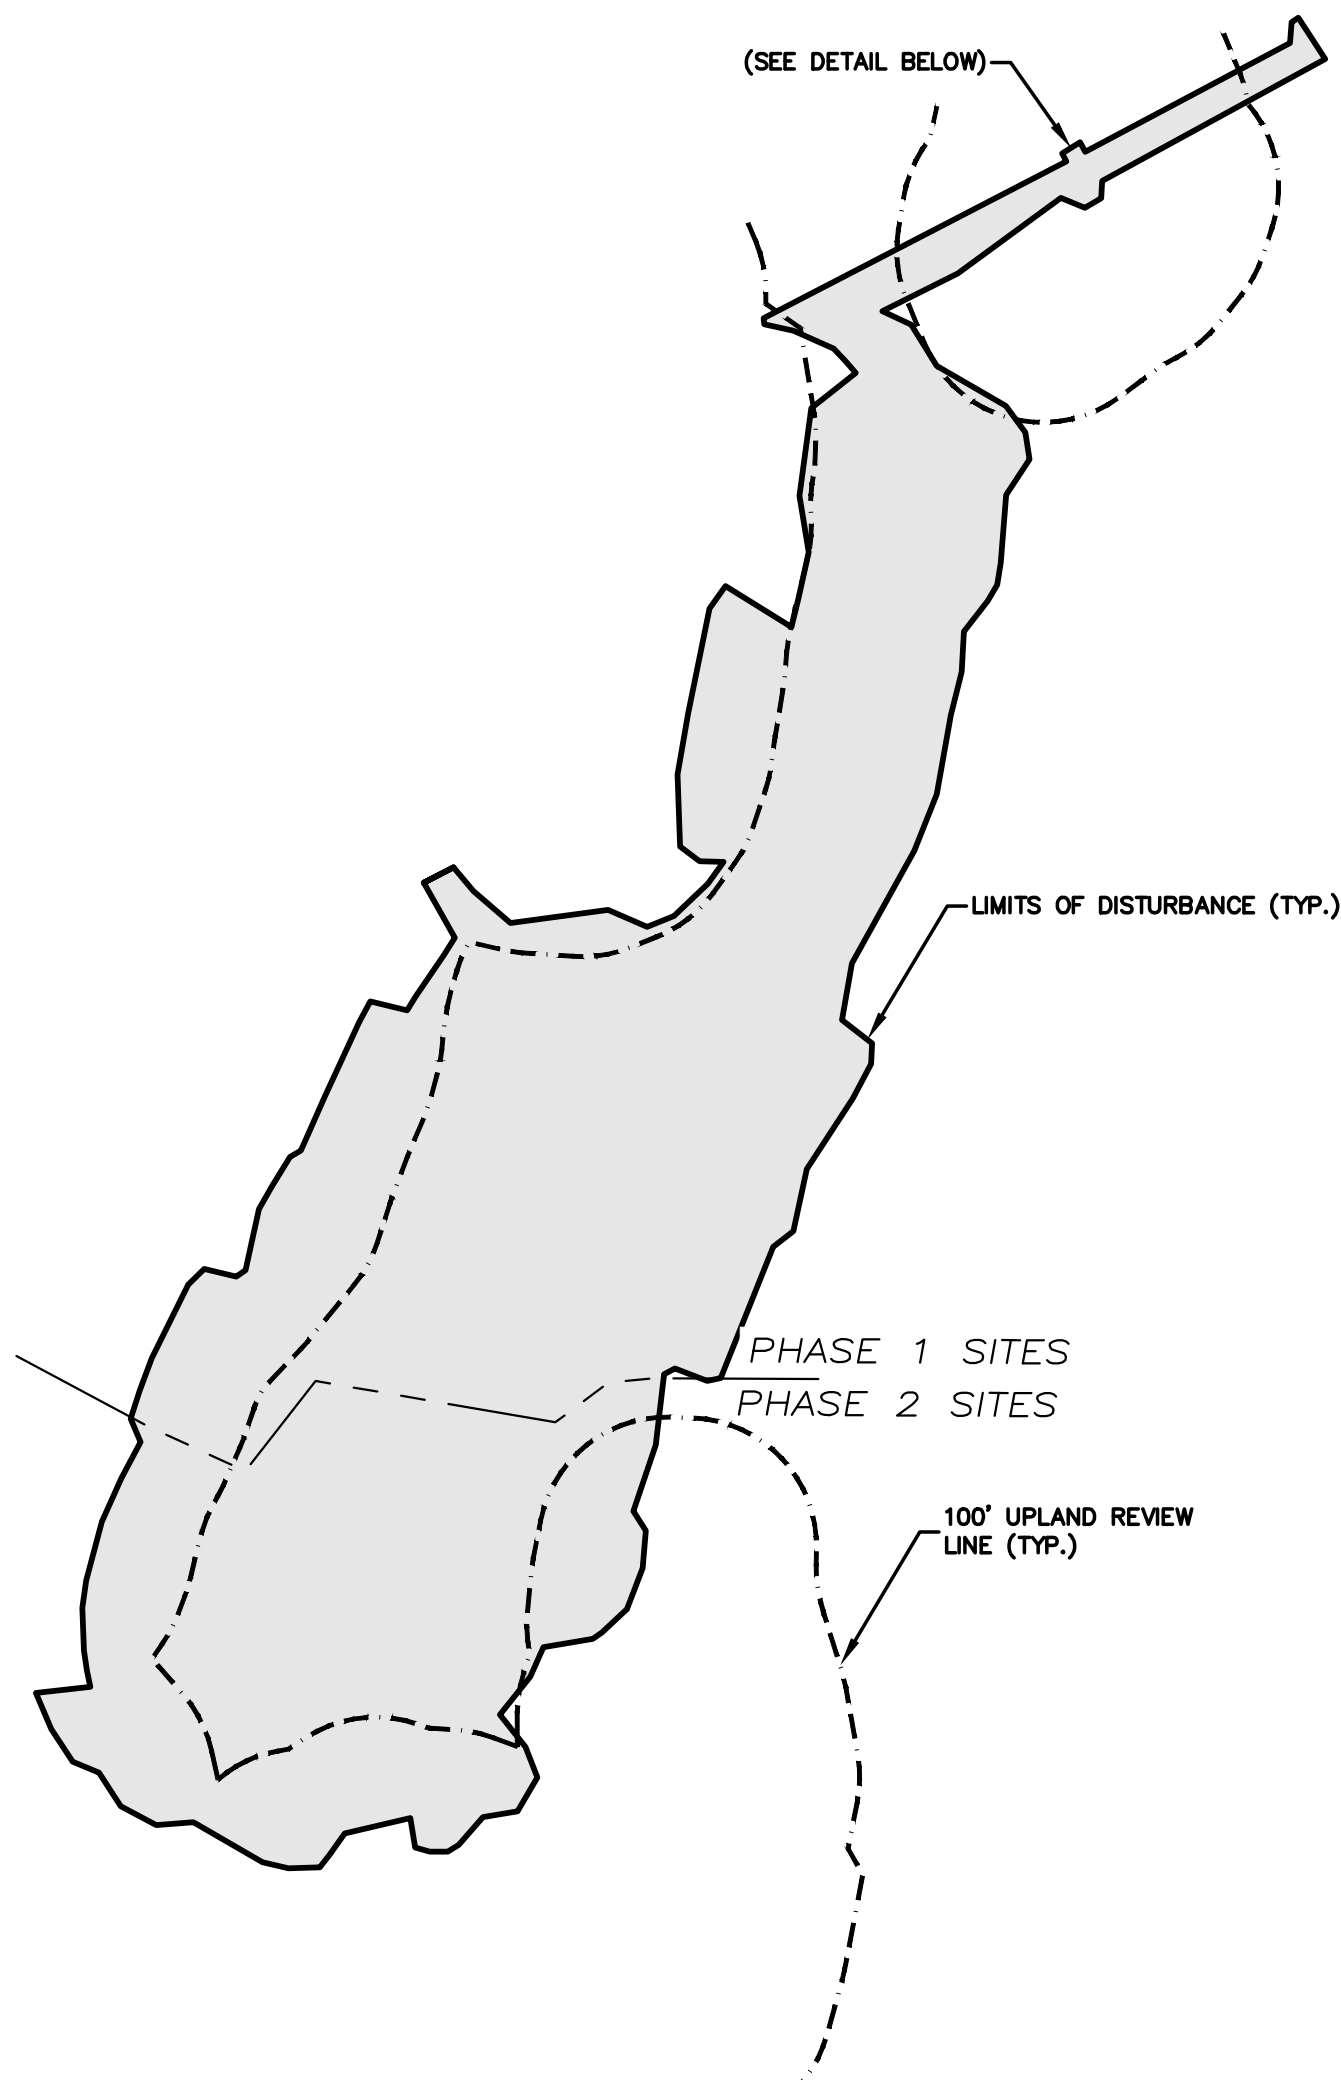 (SEE DETAIL BELOW)
LIMITS OF DISTURBANCE (TYP.)
PHASE 1 SITES
PHASE 2 SITES
100' UPLAND REVIEW
LINE (TYP.)